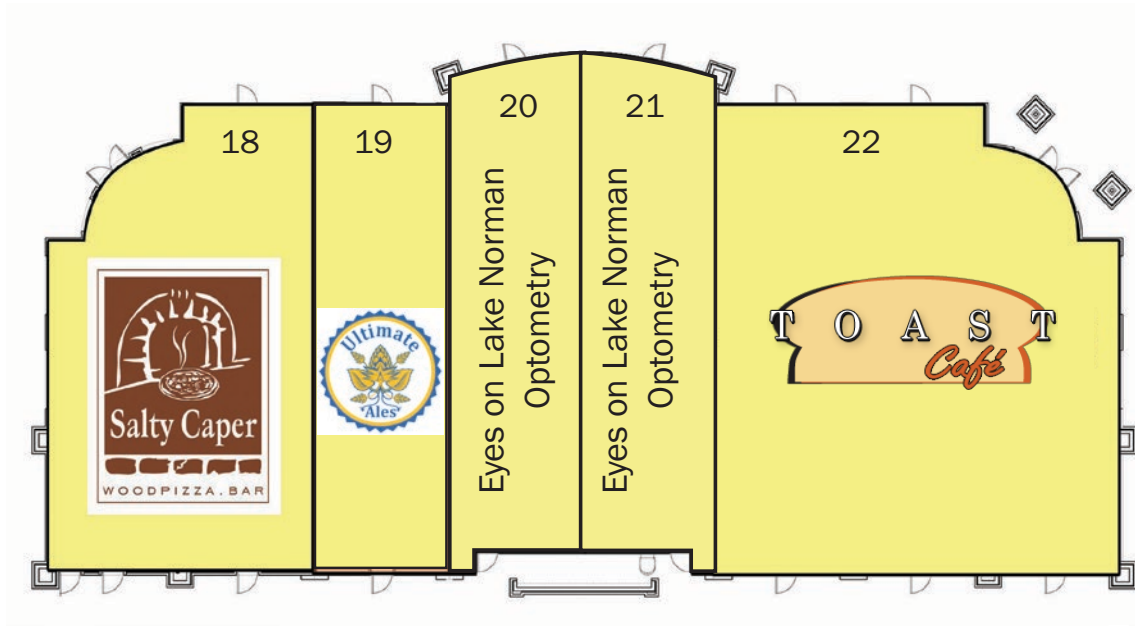 18
Salty Caper
WOODPIZZA.BAR
19
Ultimate
Ales
20
Eyes on Lake Norman
Optometry
21
Eyes on Lake Norman
Optometry
22
TOAST
Café